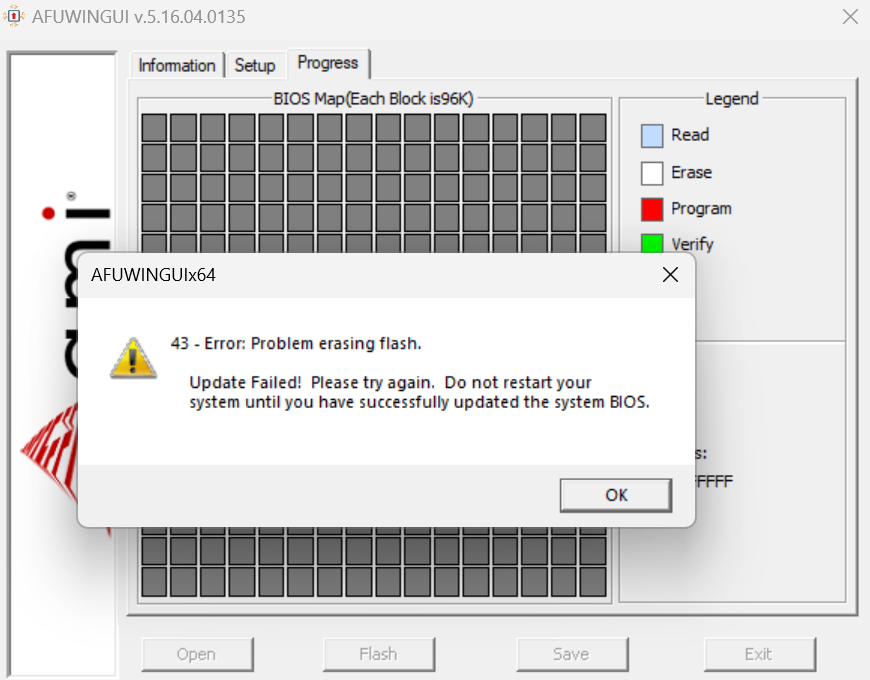 AFUWINGUI v.5.16.04.0135
Information
Setup
Progress
BIOS Map(Each Block is96K)
Legend
Read
Erase
Program
Verify
AFUWINGUIx64
43 - Error: Problem erasing flash.
Update Failed!  Please try again.  Do not restart your
system until you have successfully updated the system BIOS.
OK
s:
FFFF
Open
Flash
Save
Exit